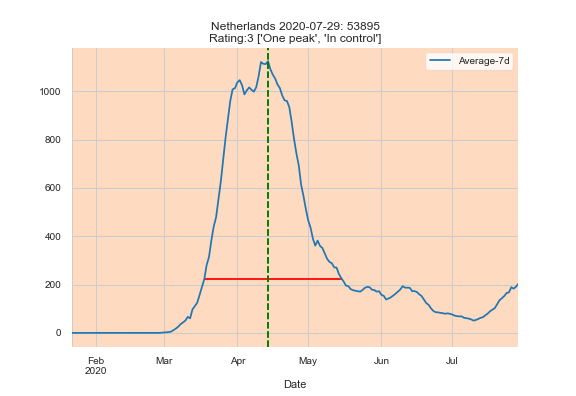 Netherlands 2020-07-29: 53895
Rating:3 ['One peak', 'In control']
Average-7d
1000
800
600
400
200
0
Feb
2020
Mar
Apr
May
Jun
Jul
Date